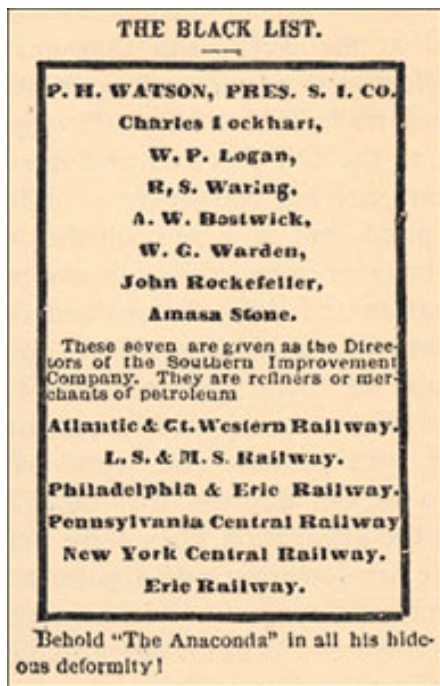 THE BLACK LIST.
P. H. WATSON, PRES. S. I. CO.
Charles Lockhart,
W. P. Logan,
R, S. Waring,
A. W. Bostwick,
W. G. Warden,
John Rockefeller,
Amasa Stone.
These seven are given as the Direc-
tors of the Southern Improvement
Company. They are refiners or mer-
chants of petroleum
Atlantic & Gt. Western Railway.
L. S. & M. S. Railway.
Philadelphia & Erie Railway.
Pennsylvania Central Railway
New York Central Railway.
Erie Railway.
Behold "The Anaconda" in all his hide-
ous deformity!